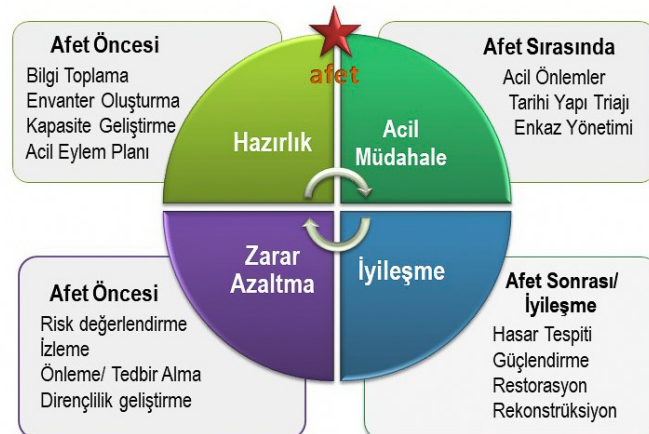 Afet Öncesi
Bilgi Toplama
Envanter Oluşturma
Kapasite Geliştirme
Acil Eylem Planı
afet
Hazırlık
Acil
Müdahale
Afet Sırasında
Acil Önlemler
Tarihi Yapı Triajı
Enkaz Yönetimi
Afet Öncesi
Risk değerlendirme
İzleme
Önleme/ Tedbir Alma
Dirençlilik geliştirme
Zarar
Azaltma
İyileşme
Afet Sonrası/
İyileşme
Hasar Tespiti
Güçlendirme
Restorasyon
Rekonstrüksiyon